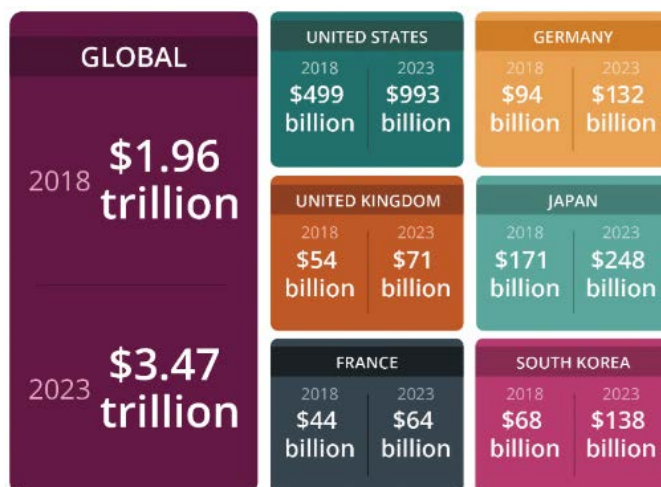 GLOBAL
2018 $1.96 trillion
2023 $3.47 trillion
UNITED STATES
2018 2023
$499 $993
billion billion
GERMANY
2018 2023
$94 $132
billion billion
UNITED KINGDOM
2018 2023
$54 $71
billion billion
JAPAN
2018 2023
$171 $248
billion billion
FRANCE
2018 2023
$44 $64
billion billion
SOUTH KOREA
2018 2023
$68 $138
billion billion